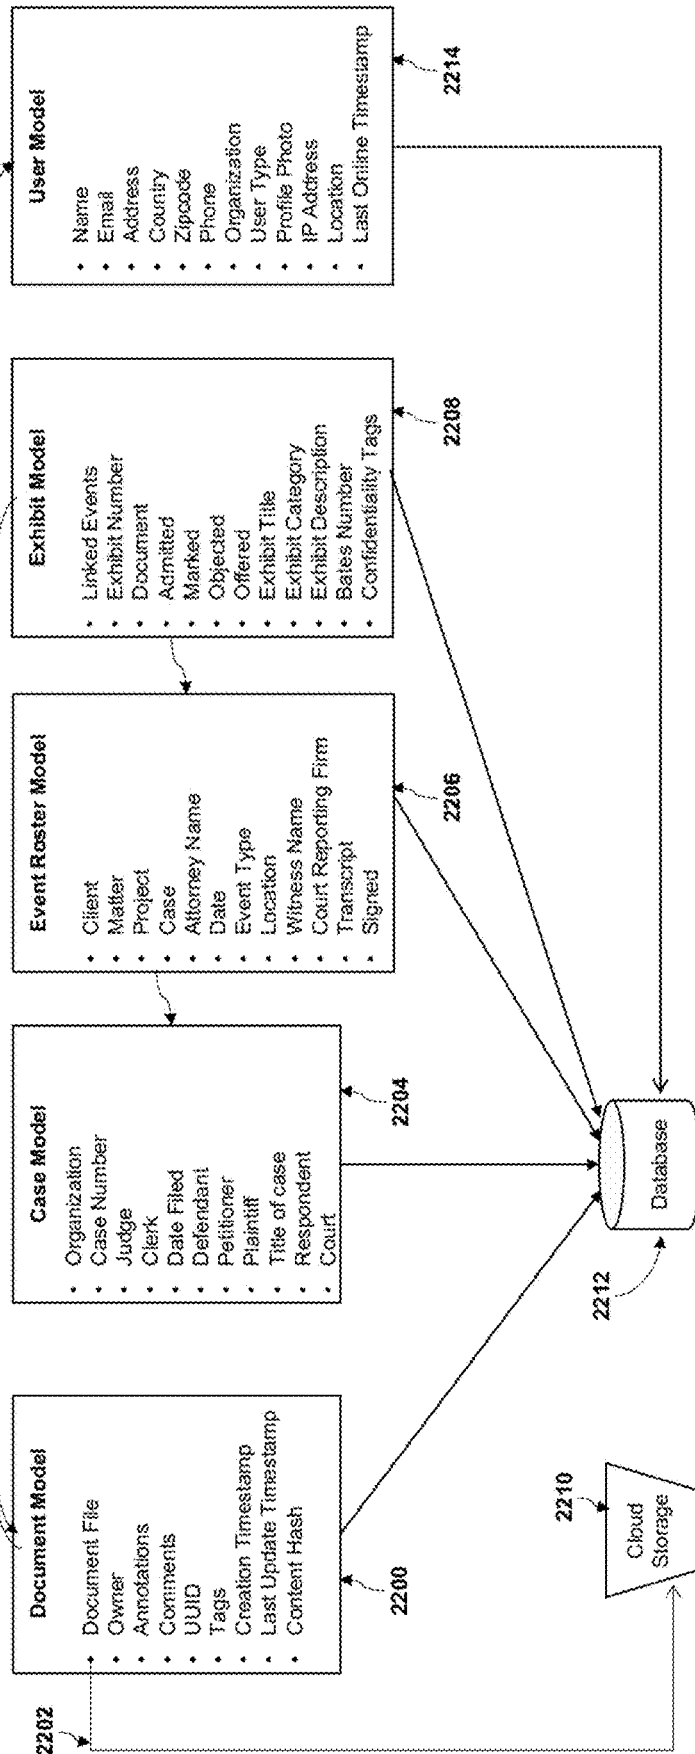 2202
Document Model
Document File
Owner
Annotations
Comments
UUID
Tags
Creation Timestamp
Last Update Timestamp
Content Hash
2200
Case Model
Organization
Case Number
Judge
Clerk
Date Filed
Defendant
Petitioner
Plaintiff
Title of case
Respondent
Court
2204
Event Roster Model
Client
Matter
Project
Case
Attorney Name
Date
Event Type
Location
Witness Name
Court Reporting Firm
Transcript
Signed
2206
Exhibit Model
Linked Events
Exhibit Number
Document
Admitted
Marked
Objected
Offered
Exhibit Title
Exhibit Category
Exhibit Description
Bates Number
Confidentiality Tags
2208
User Model
Name
Email
Address
Country
Zipcode
Phone
Organization
User Type
Profile Photo
IP Address
Location
Last Online Timestamp
2214
2210
Cloud
Storage
2212
Database